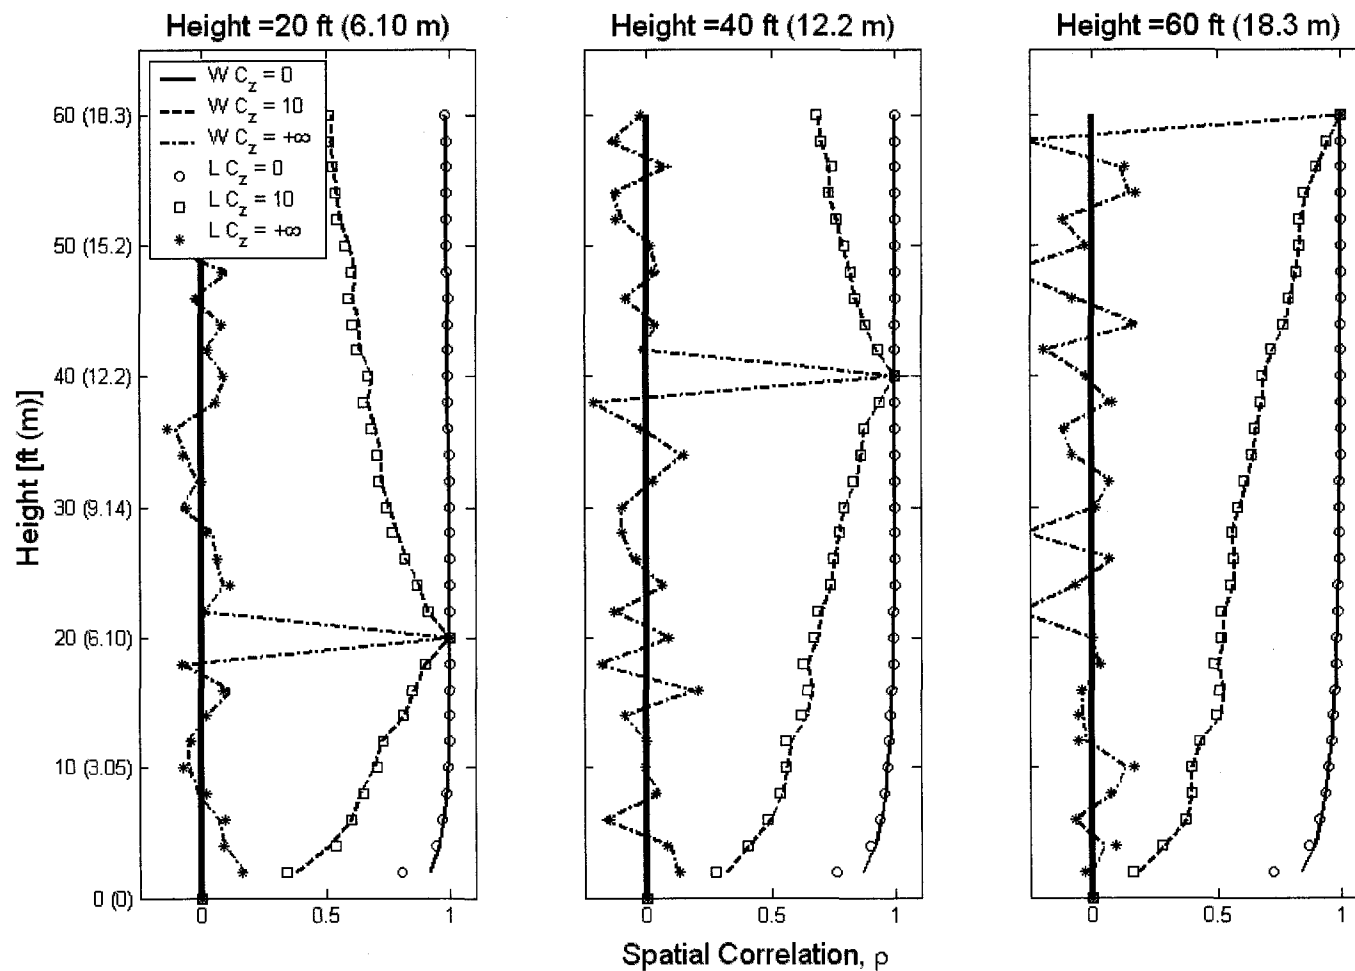 Height =20 ft (6.10 m)
Height =40 ft (12.2 m)
Height =60 ft (18.3 m)
W C_z = 0
W C_z = 10
W C_z = +∞
L C_z = 0
L C_z = 10
L C_z = +∞
Height [ft (m)]
60 (18.3)
50 (15.2)
40 (12.2)
30 (9.14)
20 (6.10)
10 (3.05)
0 (0)
0 0.5 1
0 0.5 1
0 0.5 1
Spatial Correlation, ρ